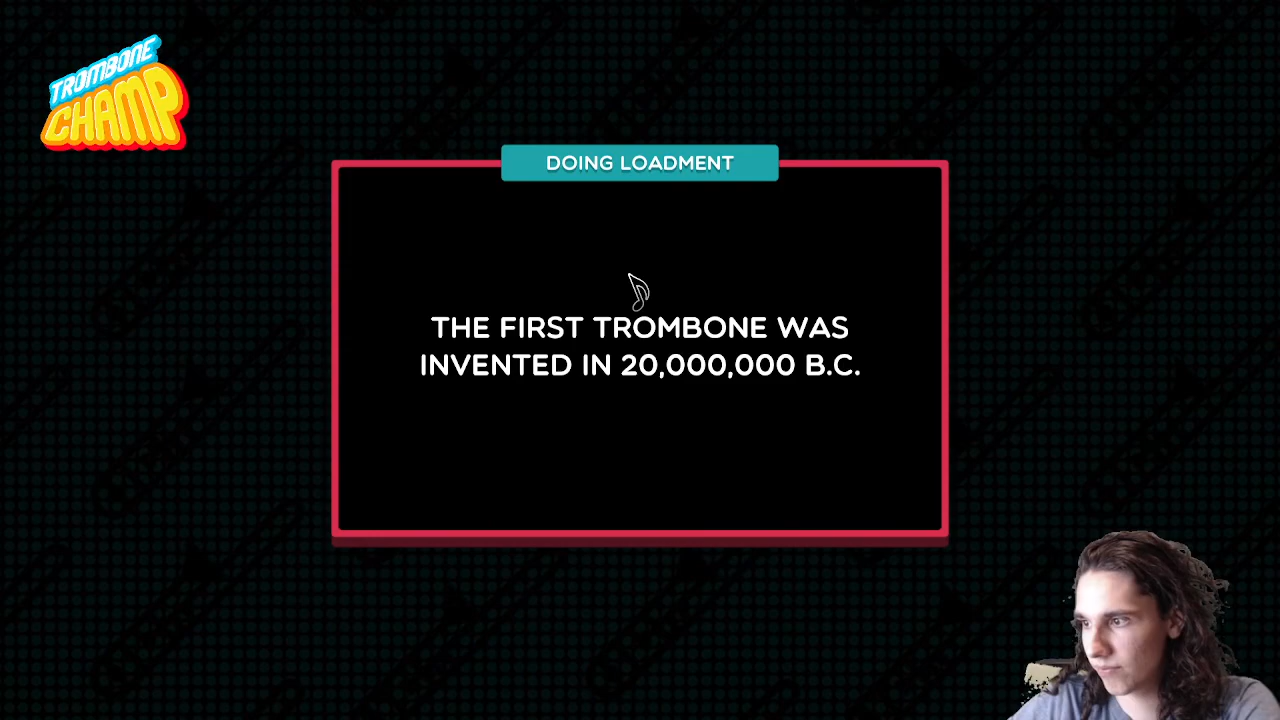 TROMBONE
CHAMP
DOING LOADMENT
THE FIRST TROMBONE WAS
INVENTED IN 20,000,000 B.C.